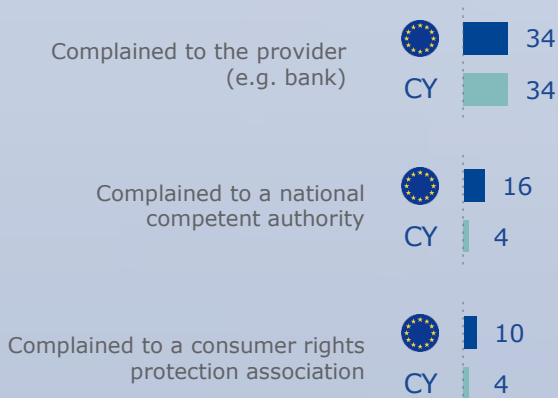 Complained to the provider
(e.g. bank)
34
CY 34
Complained to a national
competent authority
16
CY 4
Complained to a consumer rights
protection association
10
CY 4